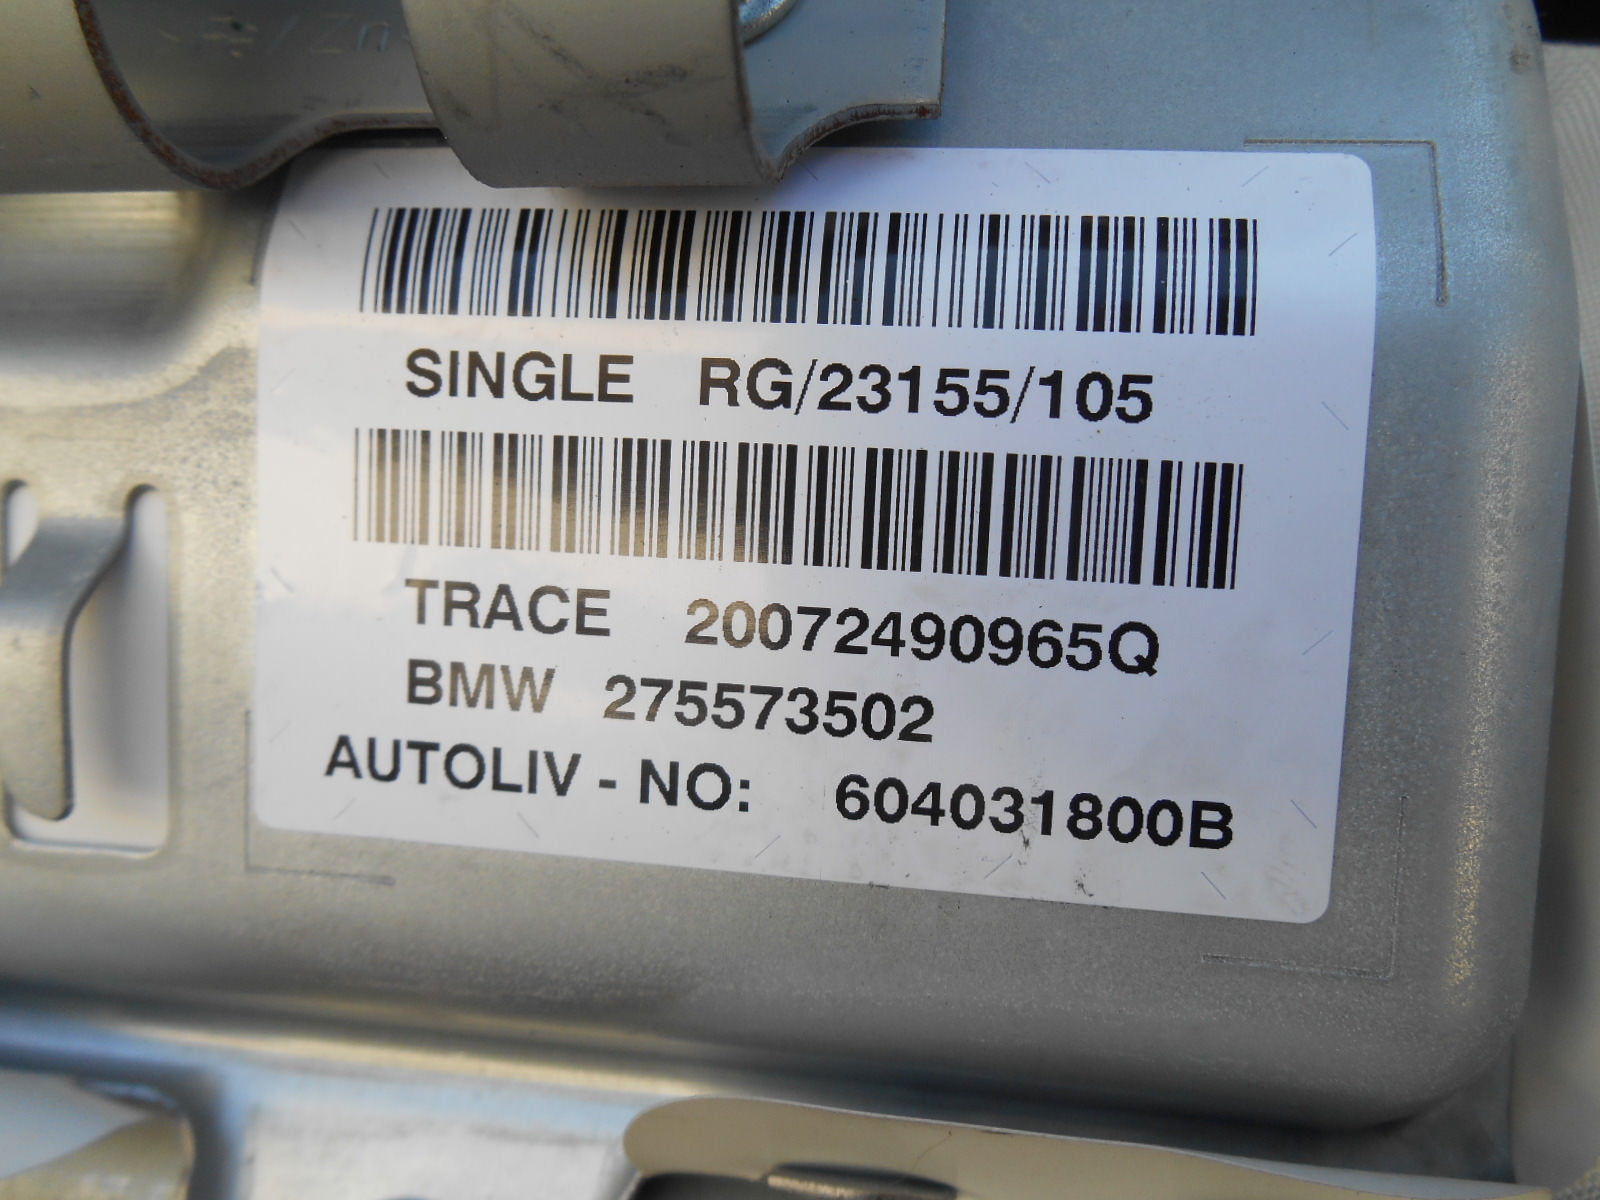 SINGLE RG/23155/105
TRACE 20072490965Q
BMW 275573502
AUTOLIV - NO: 604031800B